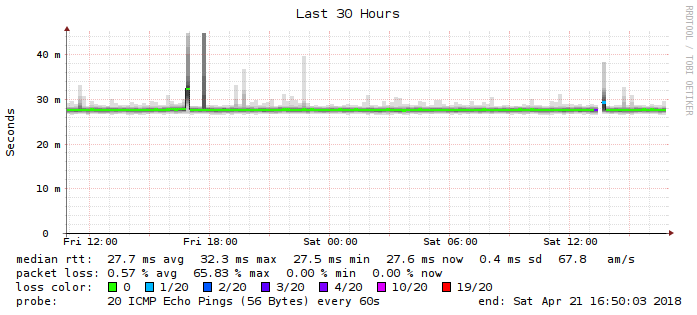 Last 30 Hours
RRDTOOL / TOBI OETIKER
Seconds
40 m
30 m
20 m
10 m
0
Fri 12:00 Fri 18:00 Sat 00:00 Sat 06:00 Sat 12:00
median rtt: 27.7 ms avg 32.3 ms max 27.5 ms min 27.6 ms now 0.4 ms sd 67.8 am/s
packet loss: 0.57 % avg 65.83 % max 0.00 % min 0.00 % now
loss color: 0 1/20 2/20 3/20 4/20 10/20 19/20
probe: 20 ICMP Echo Pings (56 Bytes) every 60s end: Sat Apr 21 16:50:03 2018